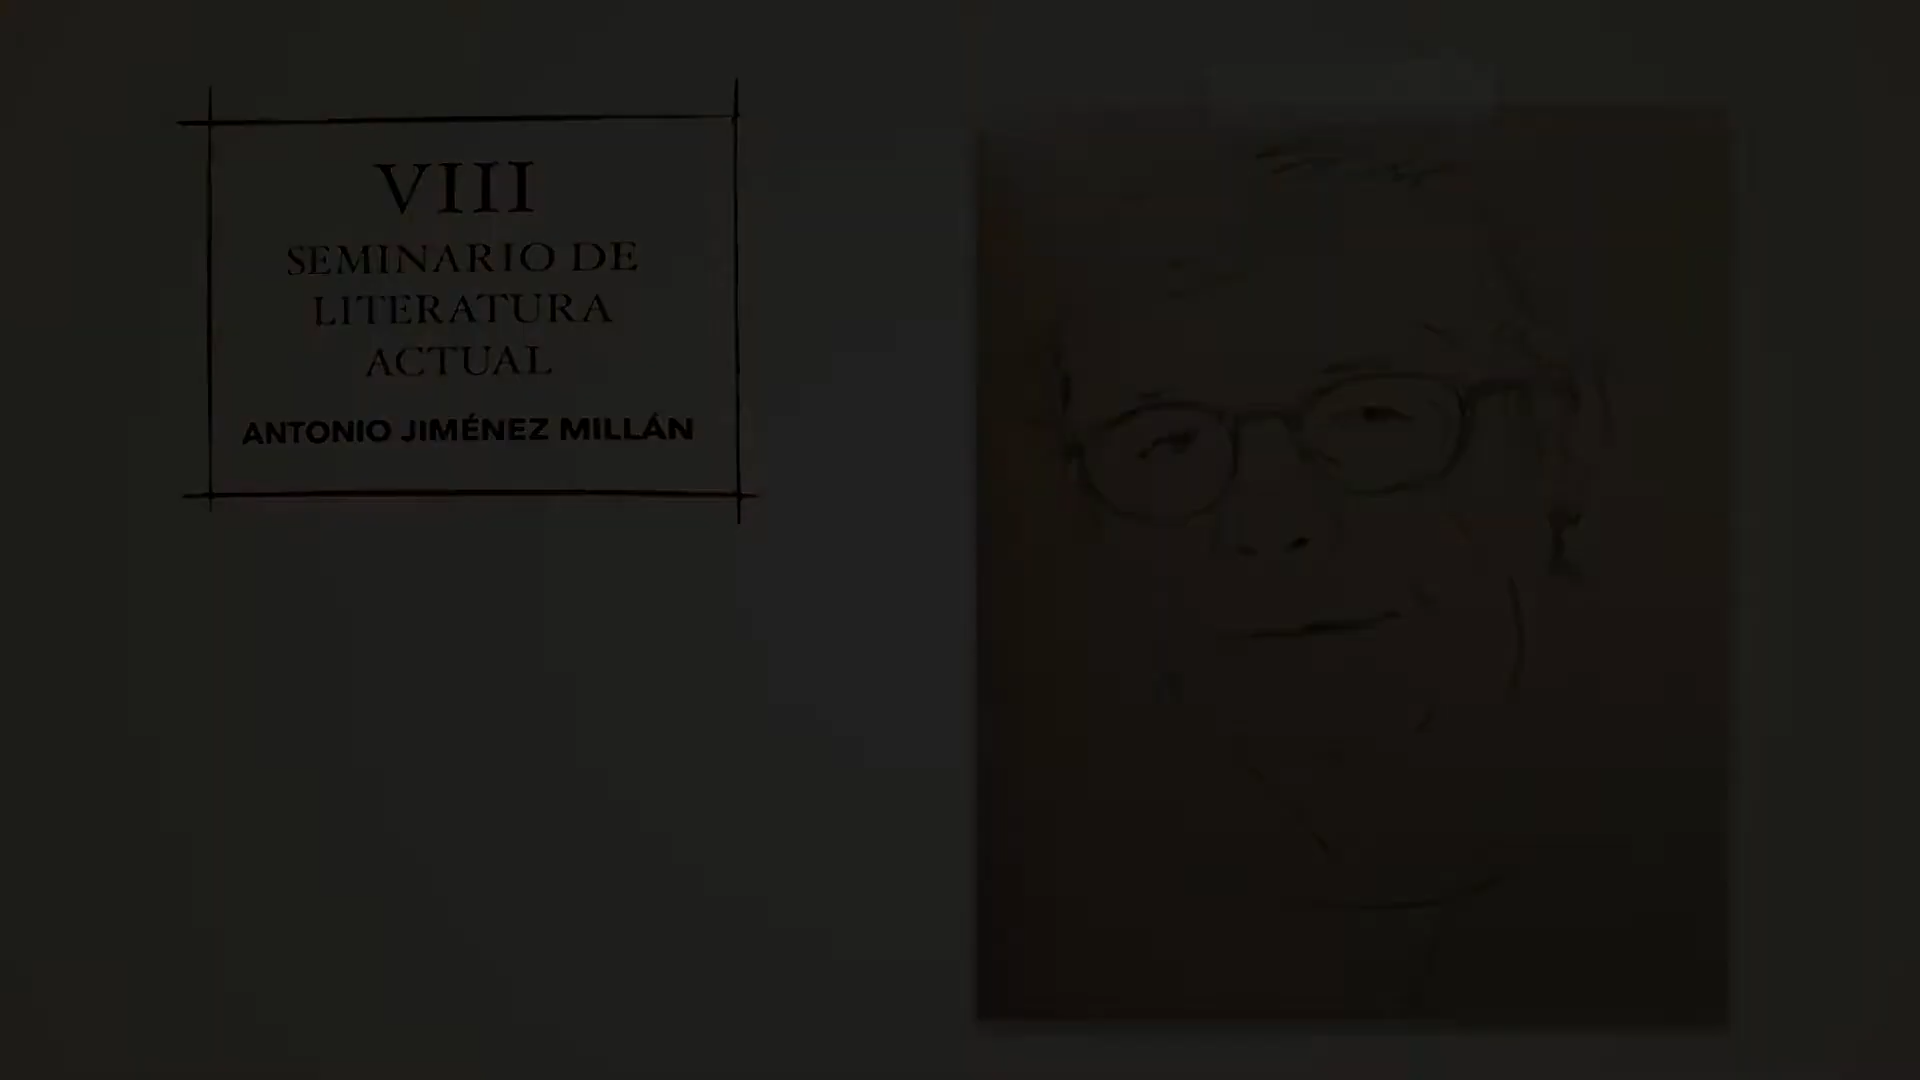 VIII
SEMINARIO DE
LITERATURA
ACTUAL
ANTONIO JIMÉNEZ MILLÁN